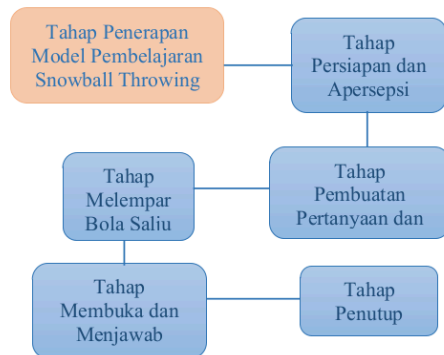 Tahap Penerapan
Model Pembelajaran
Snowball Throwing
Tahap
Persiapan dan
Apersepsi
Tahap
Pembuatan
Pertanyaan dan
Tahap
Melempar
Bola Saliu
Tahap
Membuka dan
Menjawab
Tahap
Penutup